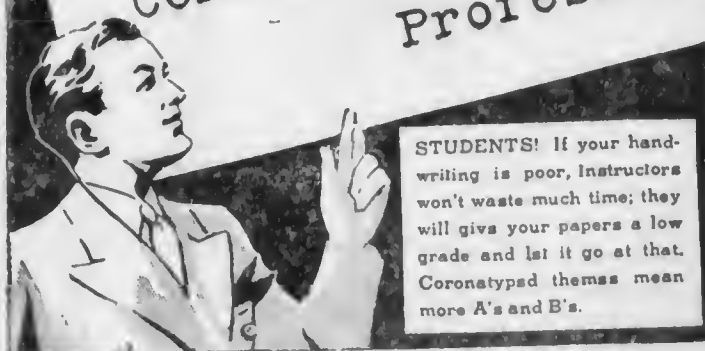 STUDENTS! If your hand-
writing is poor, Instructors
won't waste much time; they
will give your papers a low
grade and let it go at that.
Coronatyped themes mean
more A's and B's.